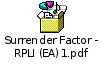 Surrender Factor -
RPLI (EA) 1.pdf